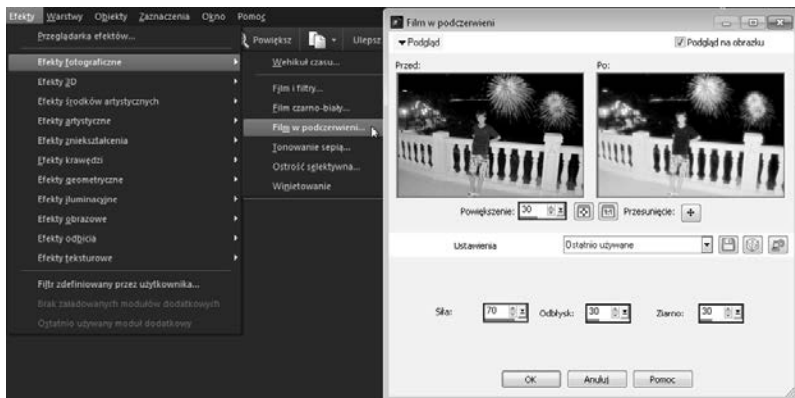 Efekty Warstwy Obiekty Zaznaczenia Okno Pomoc
Przeglądarka efektów...
Efekty fotograficzne
Efekty 3D
Efekty środków artystycznych
Efekty artystyczne
Efekty zniekształcenia
Efekty krawędzi
Efekty geometryczne
Efekty iluminacyjne
Efekty obrazowe
Efekty odbicia
Efekty teksturowe
Filtr zdefiniowany przez użytkownika...
Brak załadowanych modułów dodatkowych
Ostatnio używany moduł dodatkowy
Powiększ Ulepsz
Wehikuł czasu...
Film i filtry...
Film czarno-biały...
Film w podczerwieni...
Tonowanie sepią...
Ostrość selektywna...
Winietowanie
Film w podczerwieni
Podgląd Podgląd na obrazku
Przed: Po:
Powiększenie: 30 1:1 Przesunięcie:
Ustawienia Ostatnio używane
Siła: 70 Odbłysk: 30 Ziarno: 30
OK Anuluj Pomoc